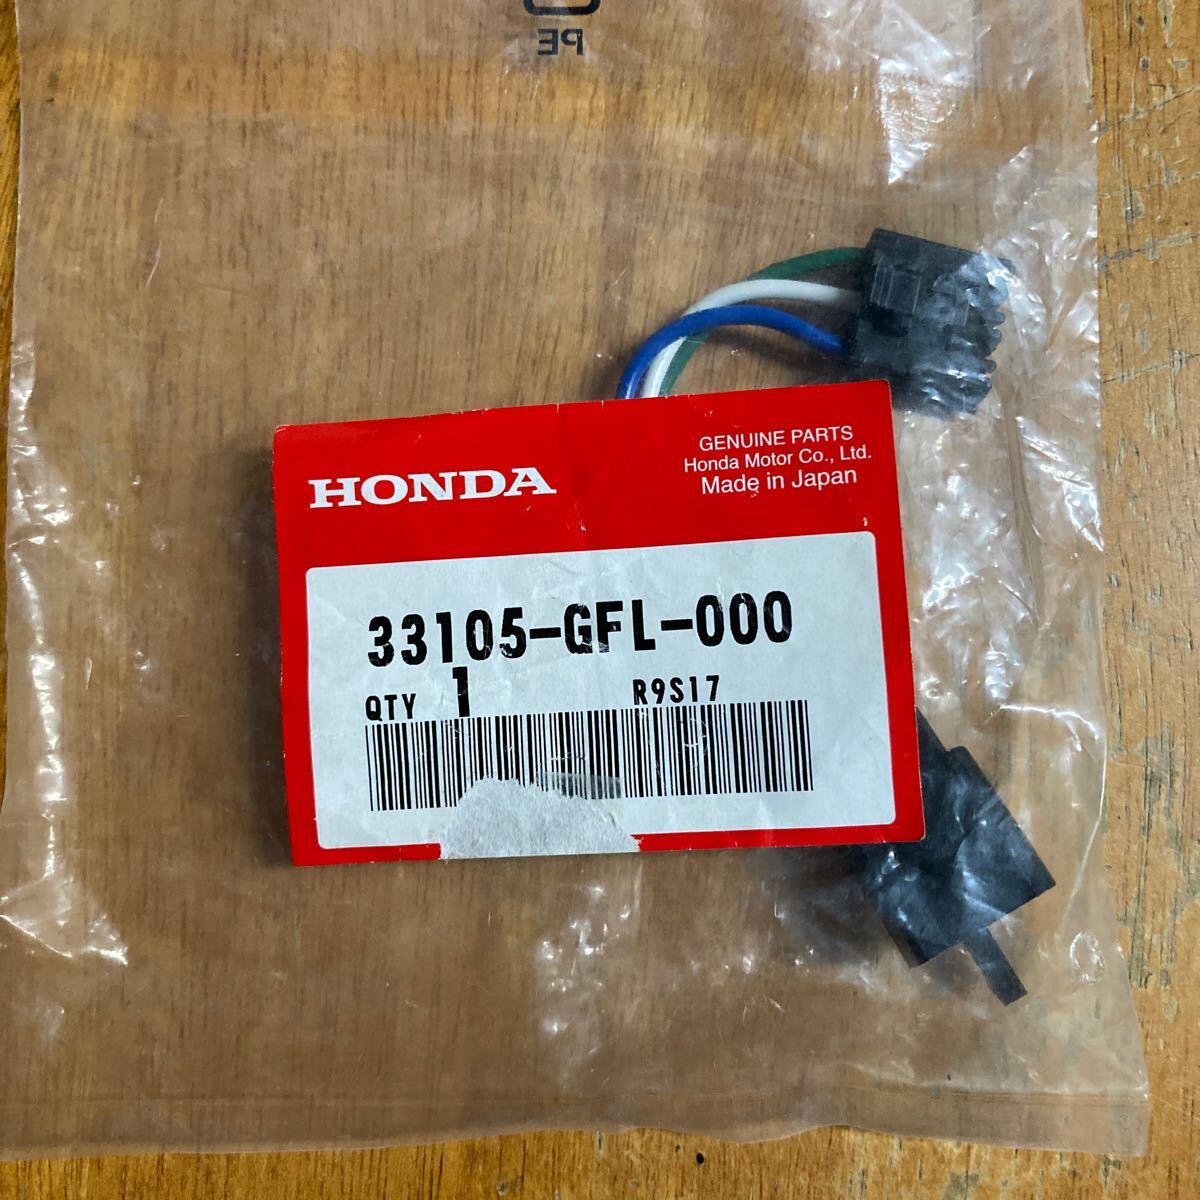 PE
HONDA
GENUINE PARTS
Honda Motor Co., Ltd.
Made in Japan
33105-GFL-000
QTY 1 R9S17